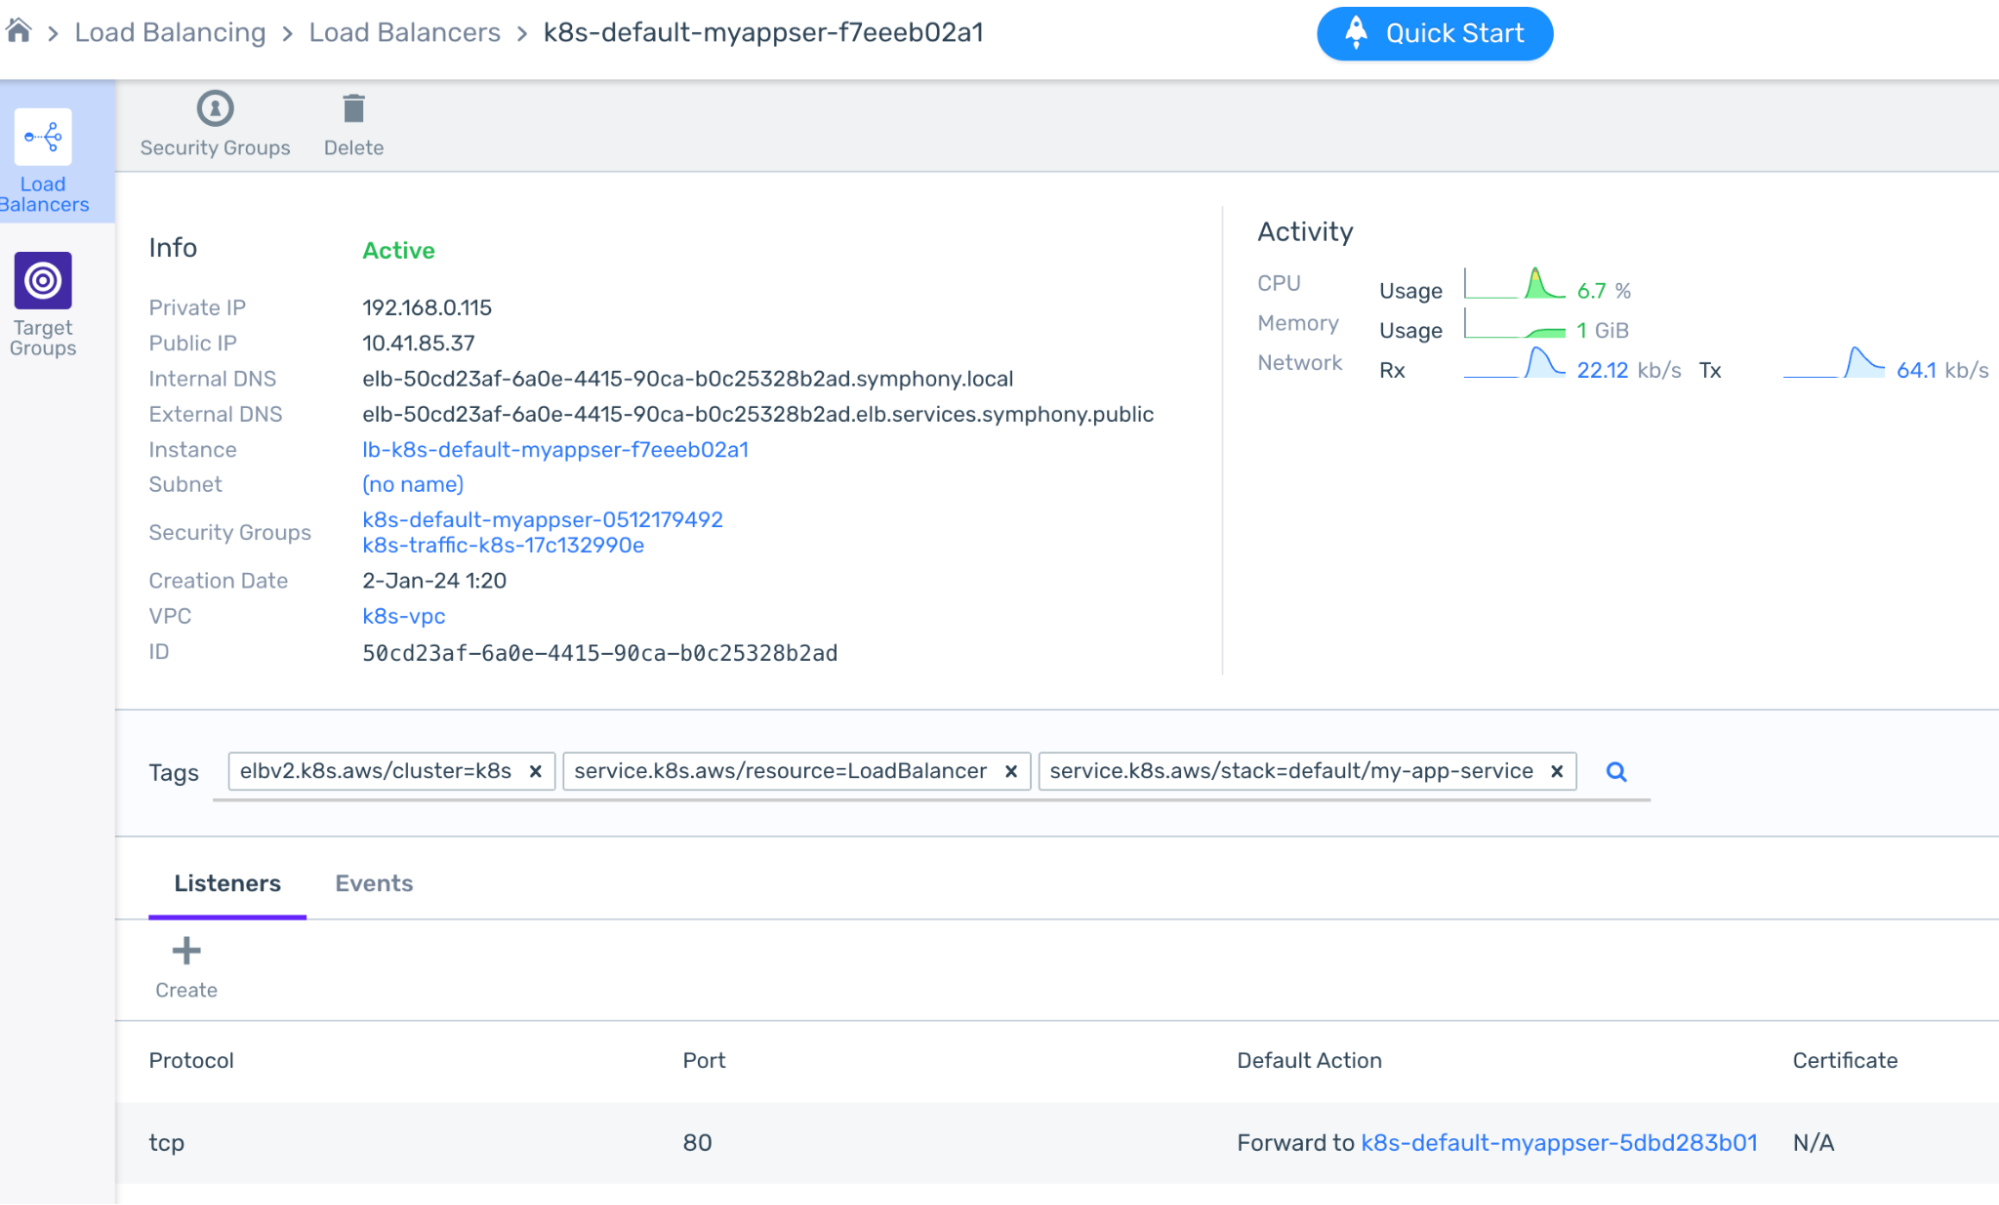 Load Balancing > Load Balancers > k8s-default-myappser-f7eeeb02a1
Quick Start
Load
Balancers
Target
Groups
Security Groups
Delete
Info Active
Private IP 192.168.0.115
Public IP 10.41.85.37
Internal DNS elb-50cd23af-6a0e-4415-90ca-b0c25328b2ad.symphony.local
External DNS elb-50cd23af-6a0e-4415-90ca-b0c25328b2ad.elb.services.symphony.public
Instance lb-k8s-default-myappser-f7eeeb02a1
Subnet (no name)
Security Groups k8s-default-myappser-0512179492
k8s-traffic-k8s-17c132990e
Creation Date 2-Jan-24 1:20
VPC k8s-vpc
ID 50cd23af-6a0e-4415-90ca-b0c25328b2ad
Activity
CPU Usage 6.7 %
Memory Usage 1 GiB
Network Rx 22.12 kb/s Tx 64.1 kb/s
Tags elbv2.k8s.aws/cluster=k8s × service.k8s.aws/resource=LoadBalancer × service.k8s.aws/stack=default/my-app-service ×
Listeners Events
Create
Protocol Port Default Action Certificate
tcp 80 Forward to k8s-default-myappser-5dbd283b01 N/A